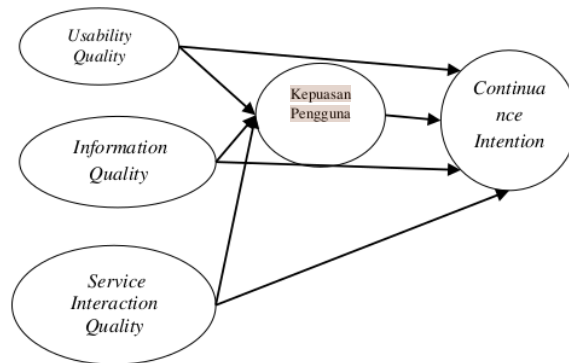 Usability
Quality
Kepuasan
Pengguna
Continua
nce
Intention
Information
Quality
Service
Interaction
Quality